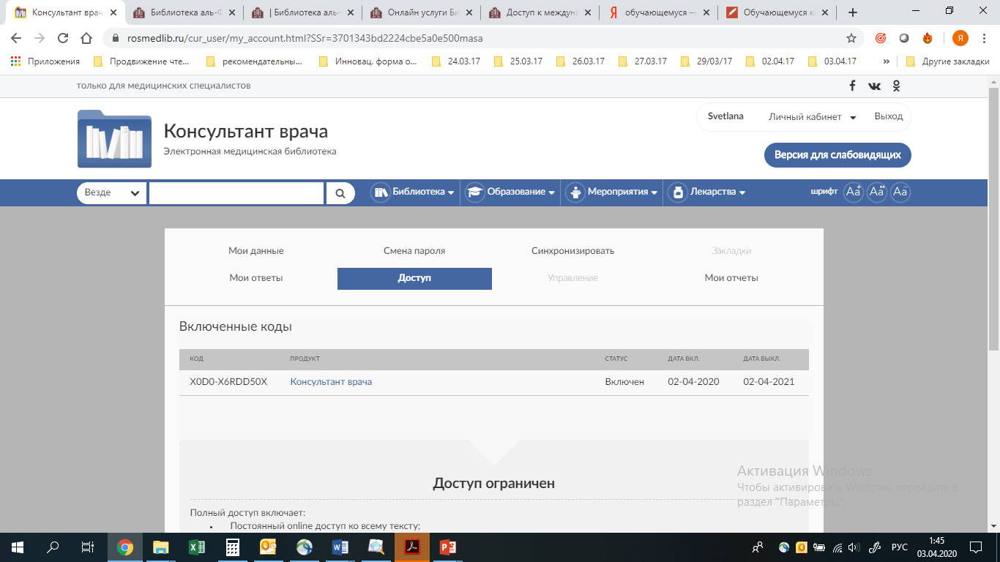 Консультант врача
Библиотека аль-Ф
| Библиотека аль-
Онлайн услуги Би
Доступ к междуна
обучающемуся —
Обучающемуся к
rosmedlib.ru/cur_user/my_account.html?SSr=3701343bd2224cbe5a0e500masa
Я
Приложения
Продвижение чте...
рекомендательны...
Инновац. форма о...
24.03.17
25.03.17
26.03.17
27.03.17
29/03/17
02.04.17
03.04.17
»
Другие закладки
только для медицинских специалистов
Консультант врача
Электронная медицинская библиотека
Svetlana
Личный кабинет
Выход
Версия для слабовидящих
Везде
Библиотека
Образование
Мероприятия
Лекарства
шрифт
Аа+
Аа
Аа-
Мои данные
Смена пароля
Синхронизировать
Закладки
Мои ответы
Доступ
Управление
Мои отчеты
Включенные коды
КОД ПРОДУКТ СТАТУС ДАТА ВКЛ. ДАТА ВЫКЛ.
X0D0-X6RDD50X Консультант врача Включен 02-04-2020 02-04-2021
Доступ ограничен
Полный доступ включает:
• Постоянный online доступ ко всему тексту;
Активация Windows
Чтобы активировать Windows, перейдите в
раздел "Параметры".
РУС
1:45
03.04.2020